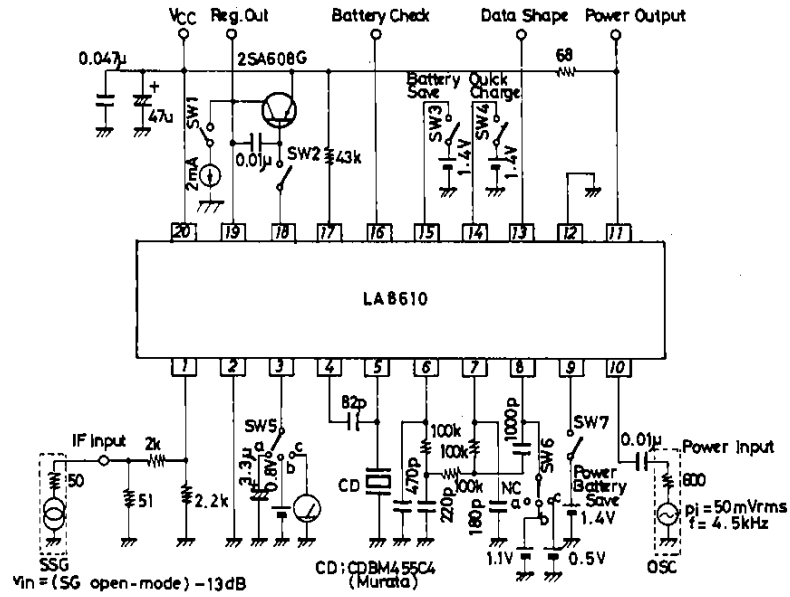 VCC Reg.Out Battery Check Data Shape Power Output
0.047μ
+
47u
2SA608G
68
SW1
2mA
0.01μ
SW2
43k
Battery Save
SW3
1.4V
Quick Charge
SW4
1.4V
20 19 18 17 16 15 14 13 12 11
LA8610
1 2 3 4 5 6 7 8 9 10
IF input
2k
50
51
2.2k
SSG
Vin = (SG open-mode) -13dB
SW5
a
b
c
3.3μ
+
0.8V
82p
CD
CD:CDBM455C4
(Murata)
470p
100k
100k
100k
220p
180p
1000p
NC
SW6
a
b
c
1.1V
0.5V
SW7
Power Battery Save
1.4V
0.01μ
Power Input
600
pi = 50mVrms
f = 4.5kHz
OSC